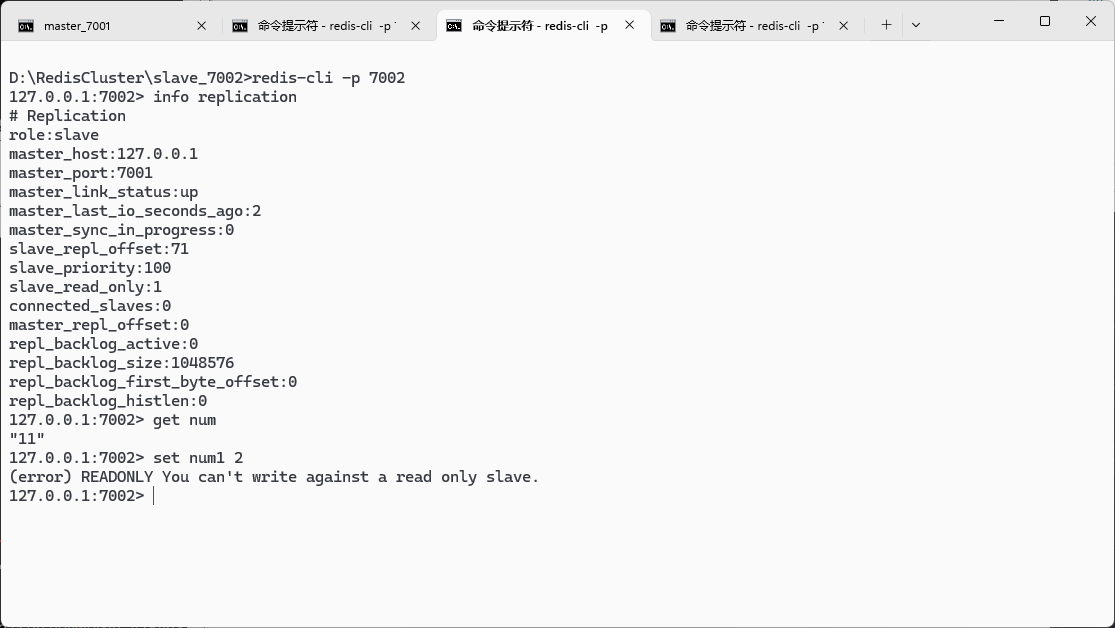 master_7001
命令提示符 - redis-cli -p
命令提示符 - redis-cli -p
命令提示符 - redis-cli -p
D:\RedisCluster\slave_7002>redis-cli -p 7002
127.0.0.1:7002> info replication
# Replication
role:slave
master_host:127.0.0.1
master_port:7001
master_link_status:up
master_last_io_seconds_ago:2
master_sync_in_progress:0
slave_repl_offset:71
slave_priority:100
slave_read_only:1
connected_slaves:0
master_repl_offset:0
repl_backlog_active:0
repl_backlog_size:1048576
repl_backlog_first_byte_offset:0
repl_backlog_histlen:0
127.0.0.1:7002> get num
"11"
127.0.0.1:7002> set num1 2
(error) READONLY You can't write against a read only slave.
127.0.0.1:7002>